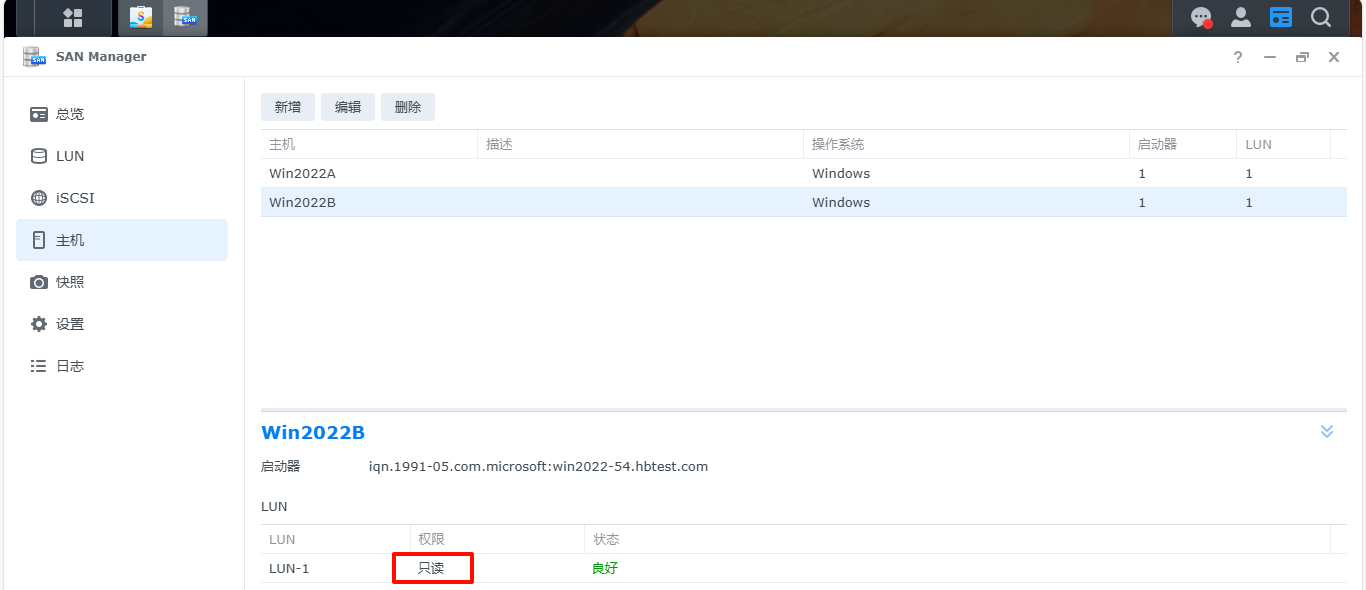 SAN
SAN Manager
?
总览
LUN
iSCSI
主机
快照
设置
日志
新增 编辑 删除
主机 描述 操作系统 启动器 LUN
Win2022A Windows 1 1
Win2022B Windows 1 1
Win2022B
启动器 iqn.1991-05.com.microsoft:win2022-54.hbtest.com
LUN
LUN 权限 状态
LUN-1 只读 良好